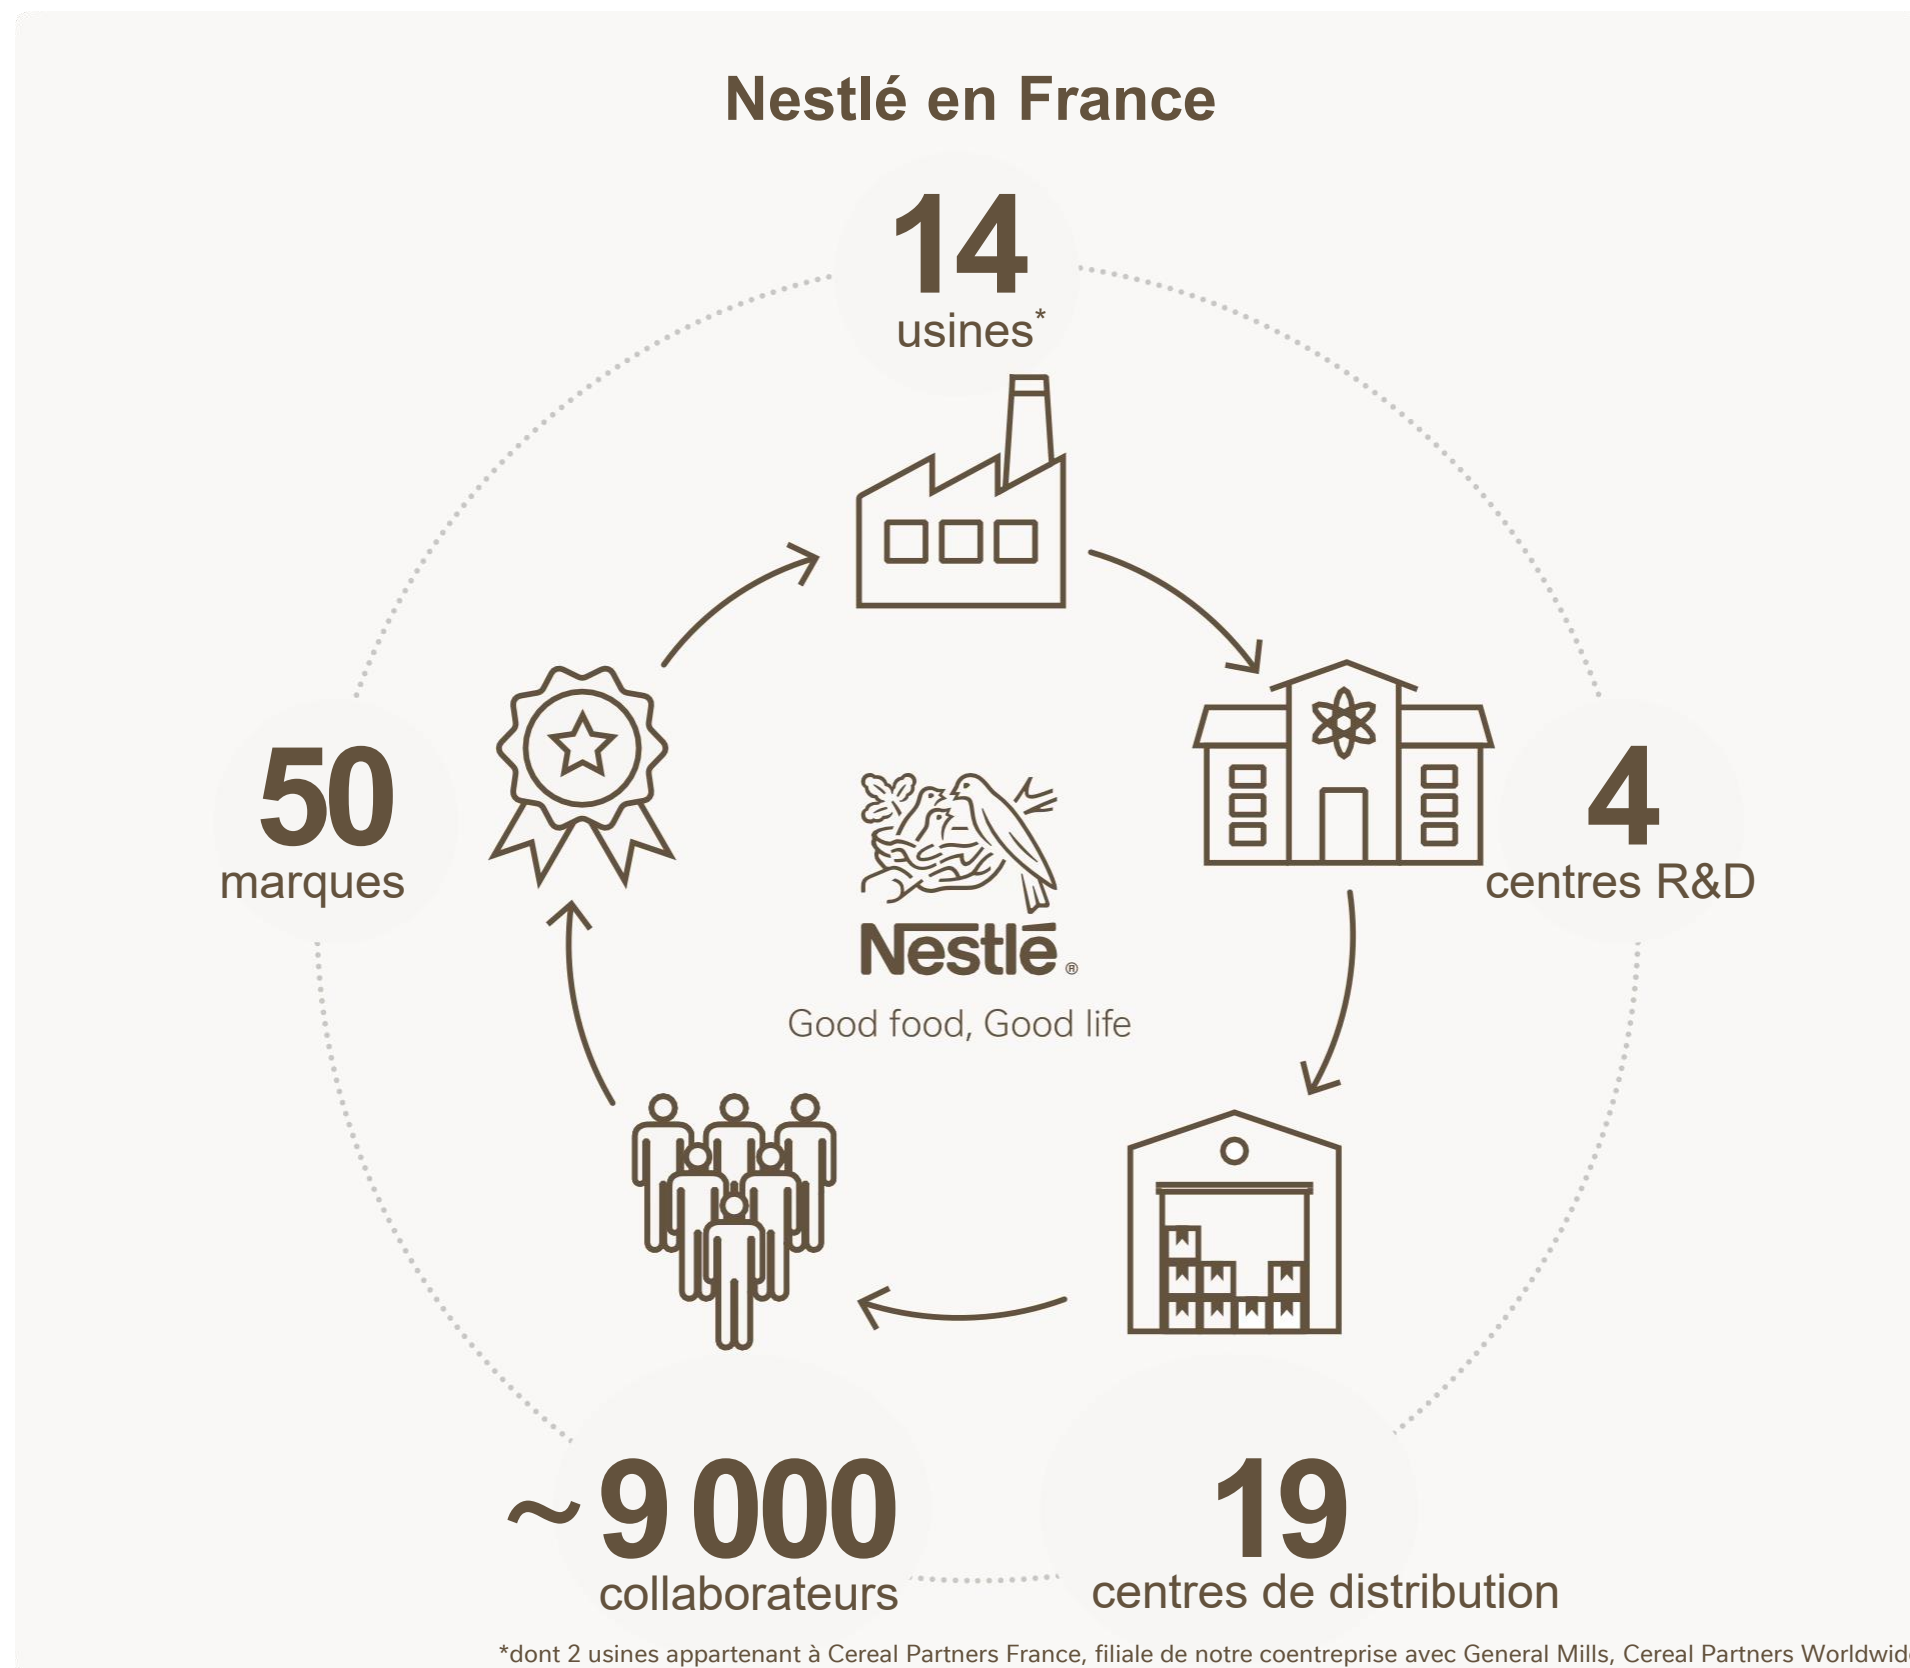 Nestlé en France
14
usines*
50
marques
4
centres R&D
Nestlé ®
Good food, Good life
~9 000
collaborateurs
19
centres de distribution
*dont 2 usines appartenant à Cereal Partners France, filiale de notre coentreprise avec General Mills, Cereal Partners